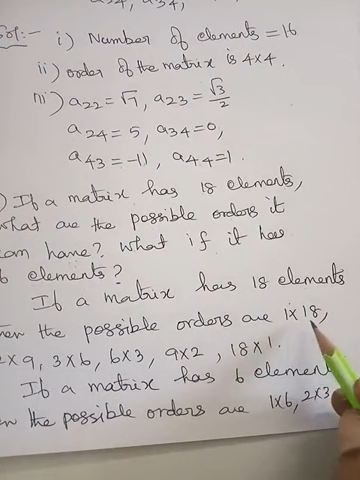 a34, a
Sol:- i) Number of elements = 16
ii) order of the matrix is 4×4.
iii) a22 = √7, a23 = √3/2
a24 = 5, a34 = 0,
a43 = -11, a44 = 1.
) If a matrix has 18 elements,
what are the possible orders it
can have? What if it has
6 elements?
If a matrix has 18 elements
the possible orders are 1×18,
2×9, 3×6, 6×3, 9×2, 18×1.
If a matrix has 6 element
the possible orders are 1×6, 2×3